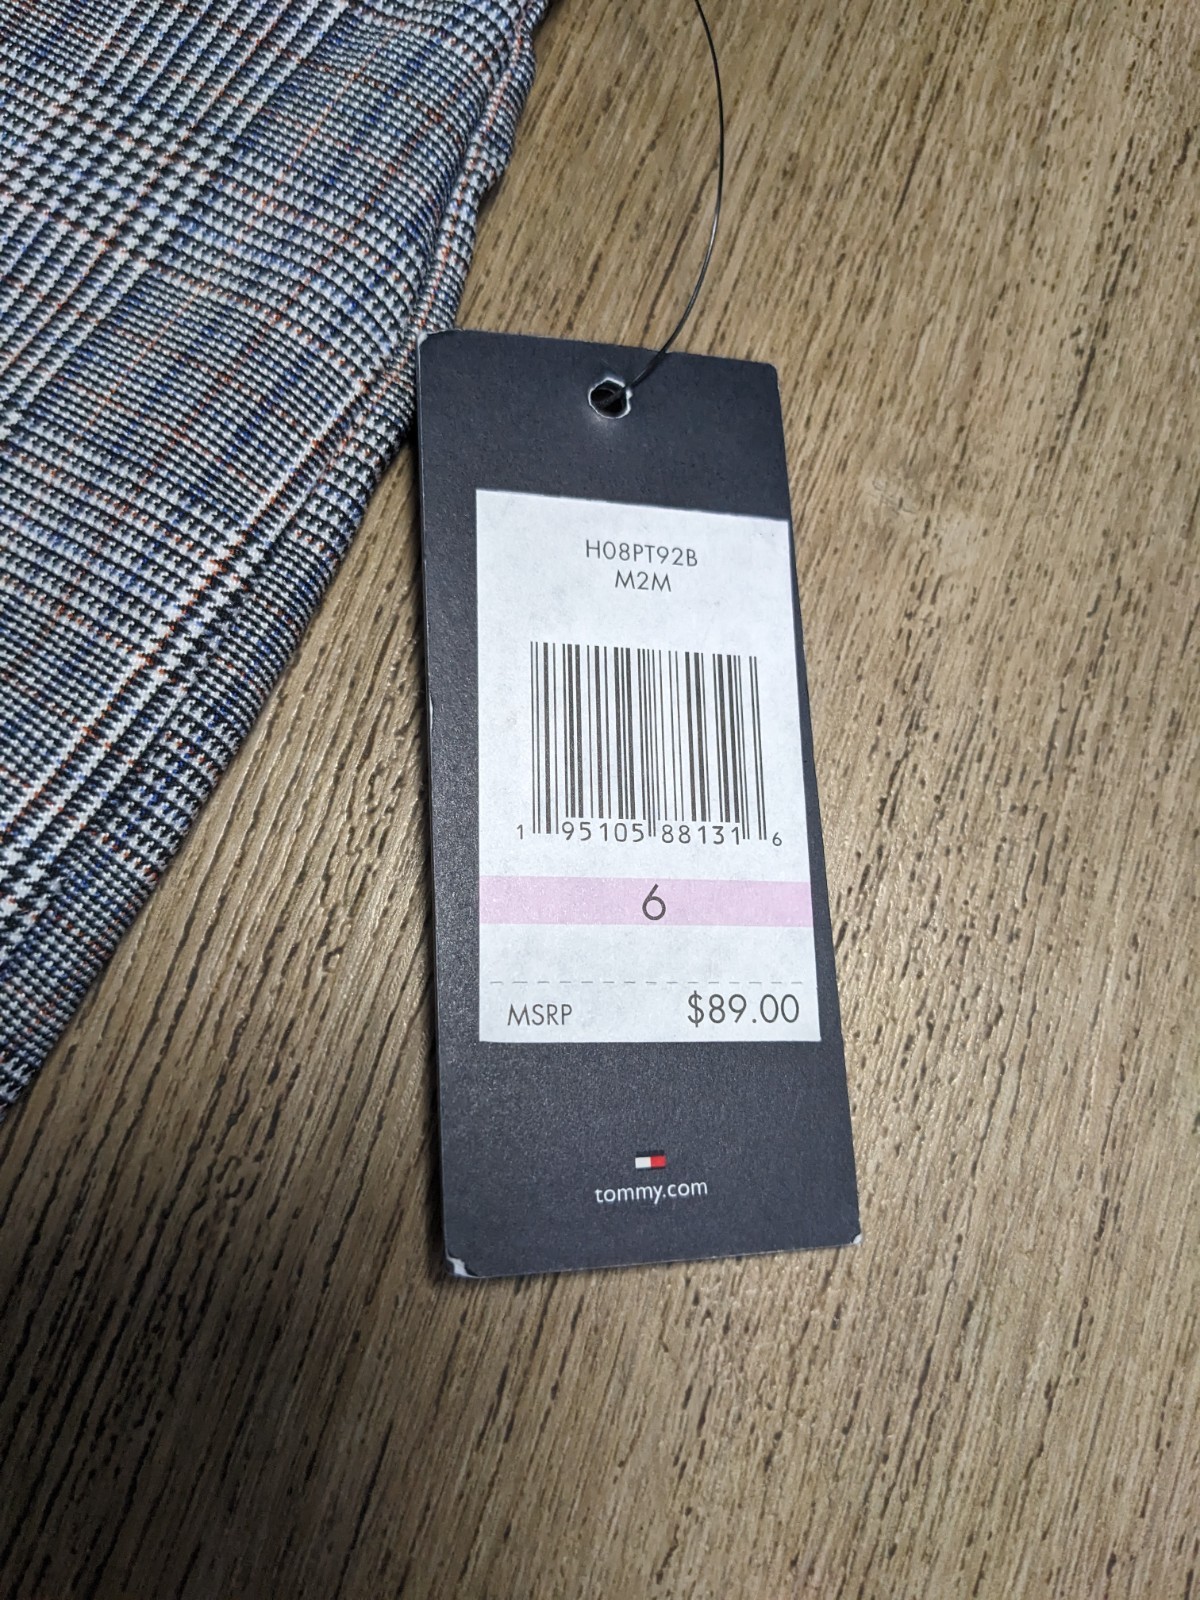 H08PT92B
M2M
1 95105 88131 6
6
MSRP $89.00
tommy.com